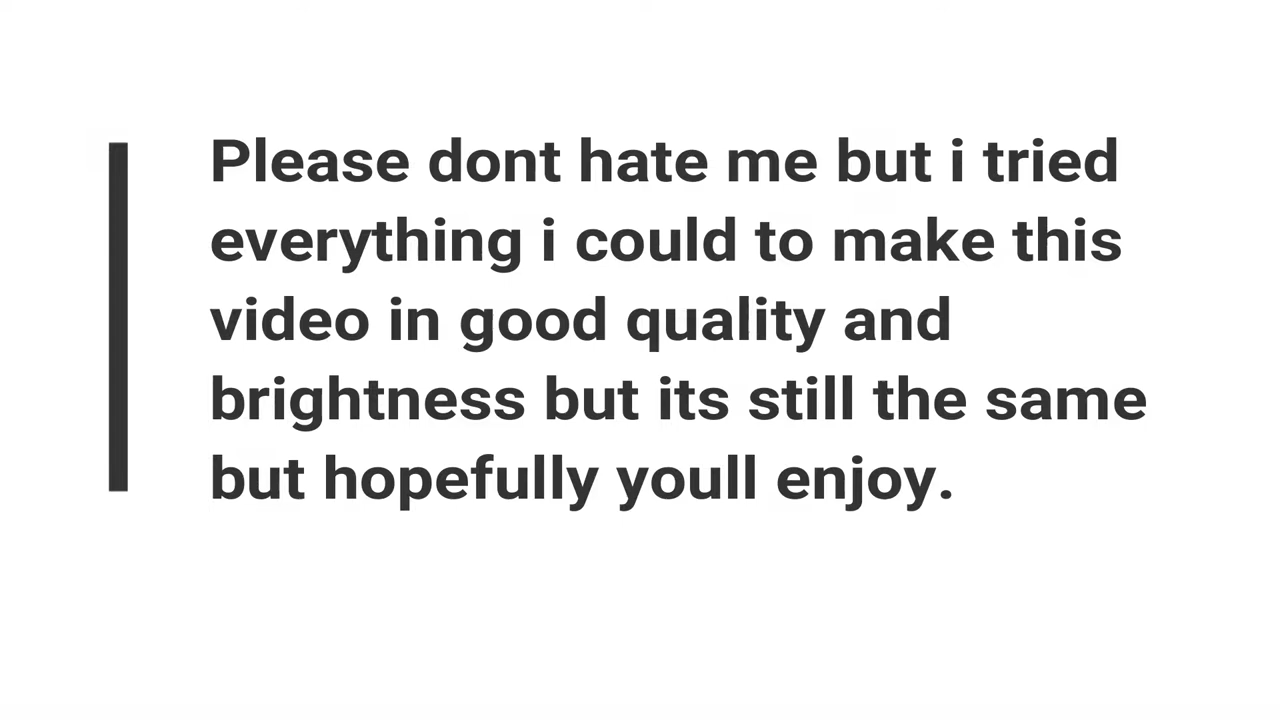 Please dont hate me but i tried
everything i could to make this
video in good quality and
brightness but its still the same
but hopefully youll enjoy.